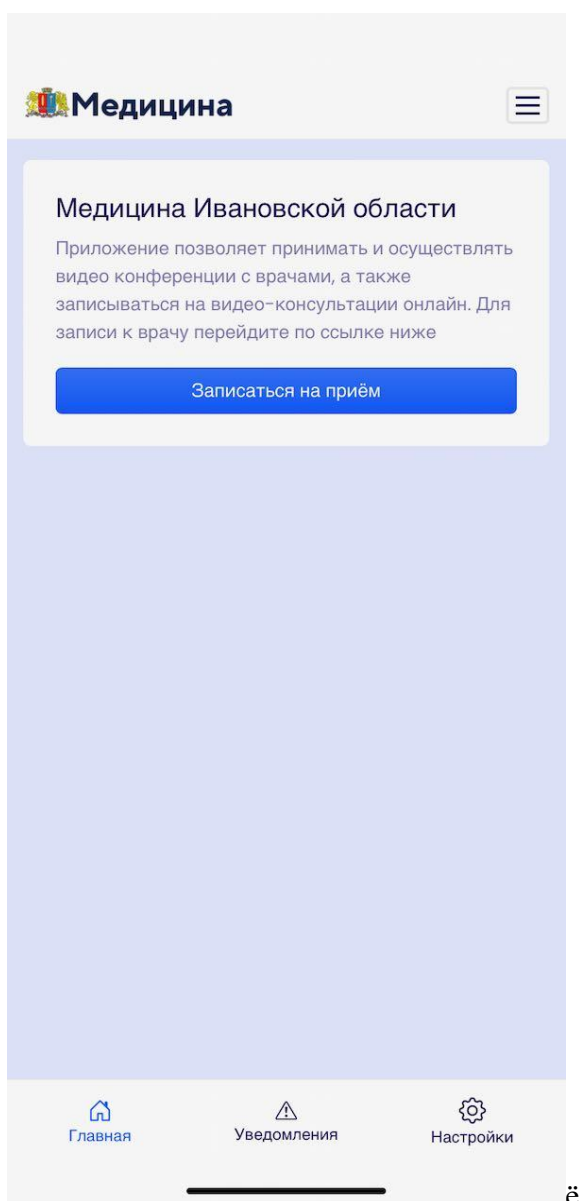 Медицина
Медицина Ивановской области
Приложение позволяет принимать и осуществлять
видео конференции с врачами, а также
записываться на видео-консультации онлайн. Для
записи к врачу перейдите по ссылке ниже
Записаться на приём
Главная
Уведомления
Настройки
ё